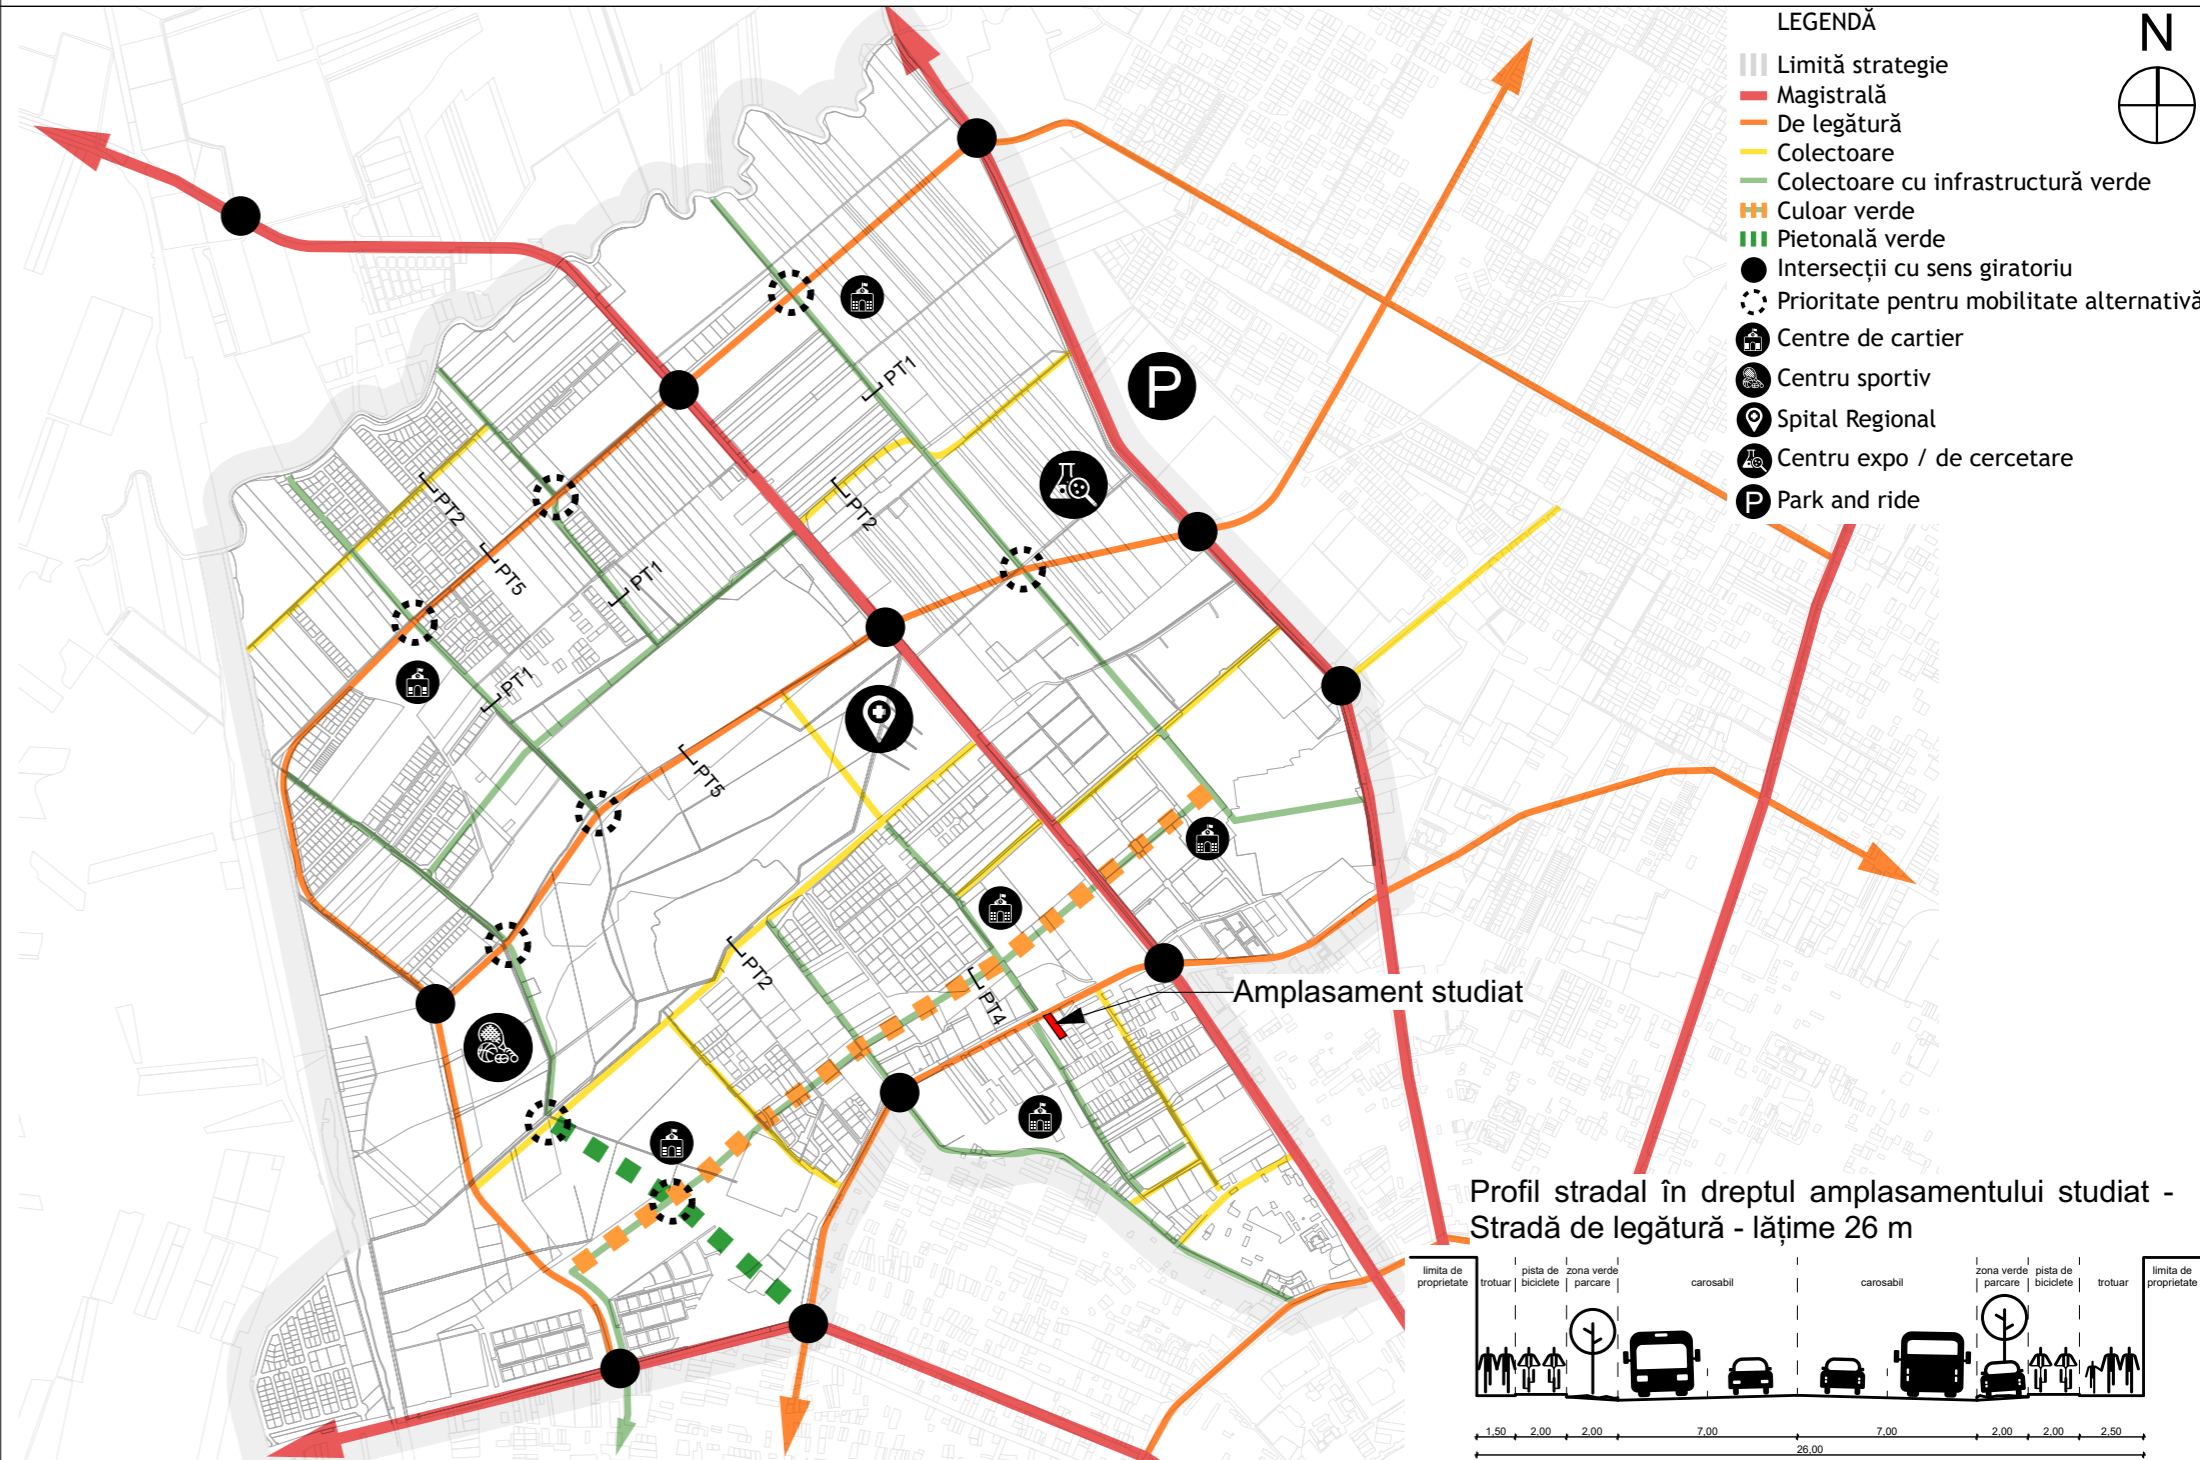 LEGENDĂ
N
Limită strategie
Magistrală
De legătură
Colectoare
Colectoare cu infrastructură verde
Culoar verde
Pietonală verde
Intersecții cu sens giratoriu
Prioritate pentru mobilitate alternativă
Centre de cartier
Centru sportiv
Spital Regional
Centru expo / de cercetare
P Park and ride
P
PT1
PT2
PT2
PT5
PT1
PT1
PT5
PT2
PT4
Amplasament studiat
Profil stradal în dreptul amplasamentului studiat -
Stradă de legătură - lățime 26 m
limita de proprietate
trotuar
pista de biciclete
zona verde parcare
carosabil
carosabil
zona verde parcare
pista de biciclete
trotuar
limita de proprietate
1,50 2,00 2,00 7,00 7,00 2,00 2,00 2,50
26,00